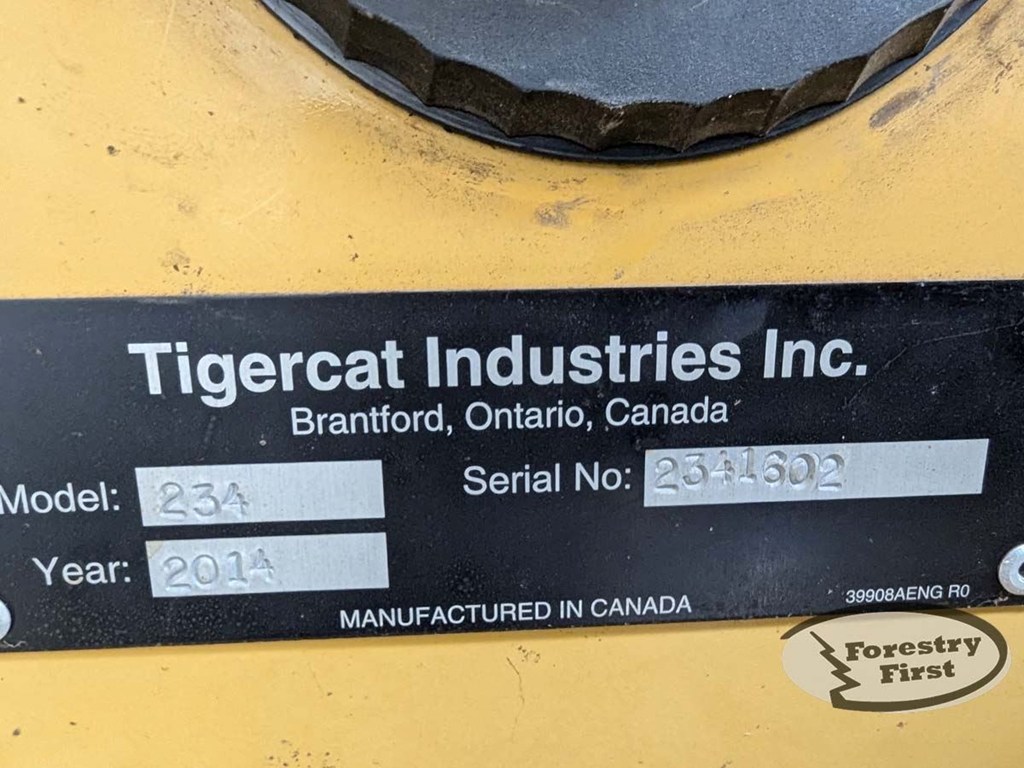 Tigercat Industries Inc.
Brantford, Ontario, Canada
Model: 234
Serial No: 2341602
Year: 2014
MANUFACTURED IN CANADA
39908AENG R0
Forestry
First